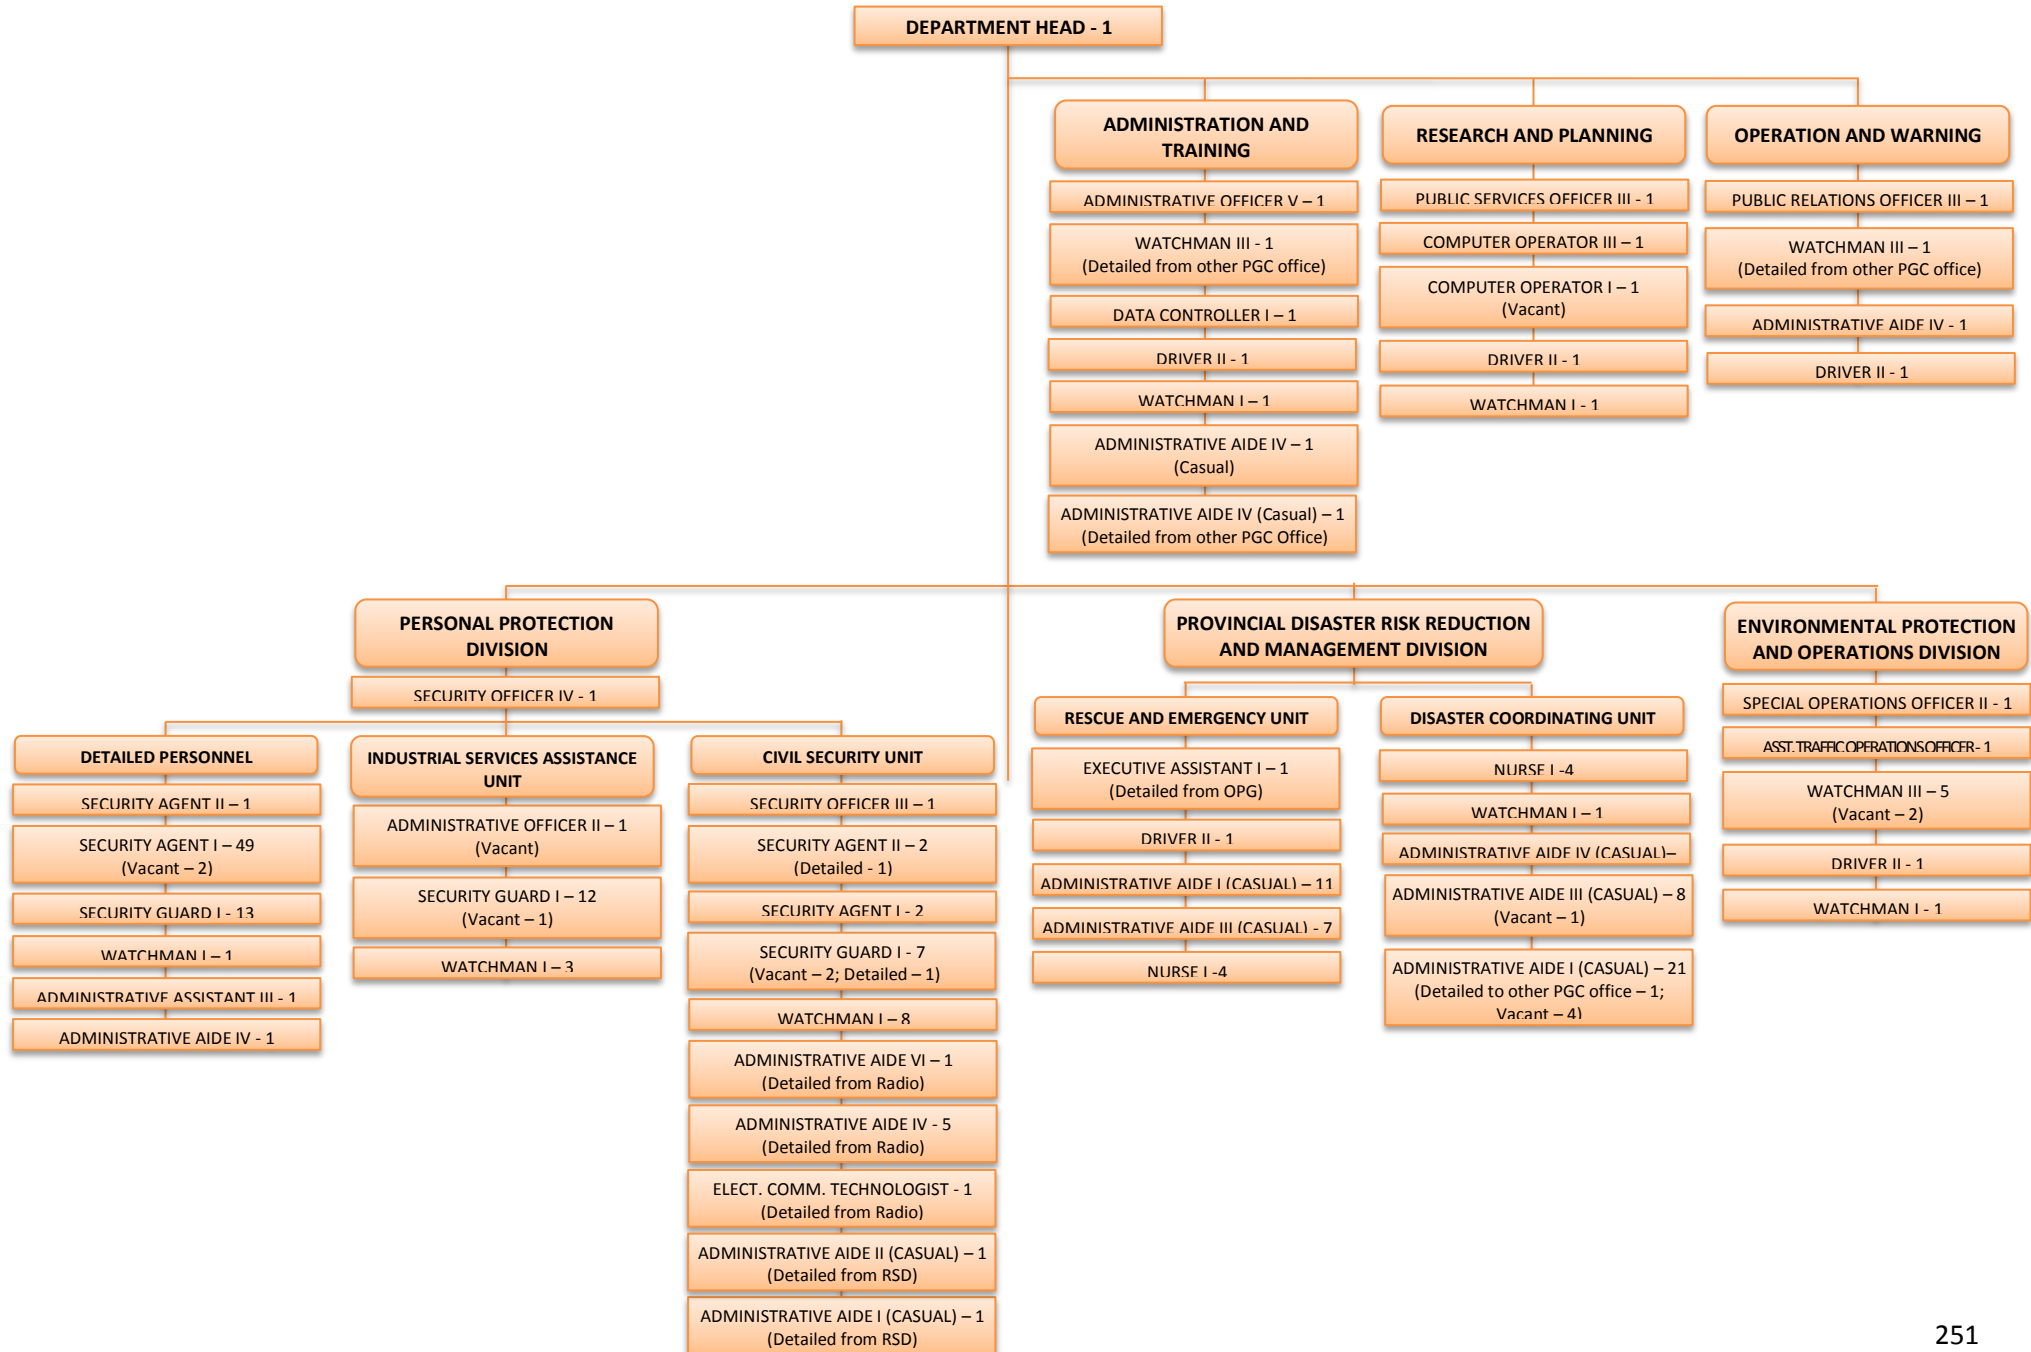 DEPARTMENT HEAD - 1
ADMINISTRATION AND
TRAINING
ADMINISTRATIVE OFFICER V – 1
WATCHMAN III - 1
(Detailed from other PGC office)
DATA CONTROLLER I – 1
DRIVER II - 1
WATCHMAN I – 1
ADMINISTRATIVE AIDE IV – 1
(Casual)
ADMINISTRATIVE AIDE IV (Casual) – 1
(Detailed from other PGC Office)
RESEARCH AND PLANNING
PUBLIC SERVICES OFFICER III - 1
COMPUTER OPERATOR III – 1
COMPUTER OPERATOR I – 1
(Vacant)
DRIVER II - 1
WATCHMAN I - 1
OPERATION AND WARNING
PUBLIC RELATIONS OFFICER III – 1
WATCHMAN III – 1
(Detailed from other PGC office)
ADMINISTRATIVE AIDE IV - 1
DRIVER II - 1
PERSONAL PROTECTION
DIVISION
SECURITY OFFICER IV - 1
DETAILED PERSONNEL
SECURITY AGENT II – 1
SECURITY AGENT I – 49
(Vacant – 2)
SECURITY GUARD I - 13
WATCHMAN I – 1
ADMINISTRATIVE ASSISTANT III - 1
ADMINISTRATIVE AIDE IV - 1
INDUSTRIAL SERVICES ASSISTANCE
UNIT
ADMINISTRATIVE OFFICER II – 1
(Vacant)
SECURITY GUARD I – 12
(Vacant – 1)
WATCHMAN I – 3
CIVIL SECURITY UNIT
SECURITY OFFICER III – 1
SECURITY AGENT II – 2
(Detailed - 1)
SECURITY AGENT I - 2
SECURITY GUARD I - 7
(Vacant – 2; Detailed – 1)
WATCHMAN I – 8
ADMINISTRATIVE AIDE VI – 1
(Detailed from Radio)
ADMINISTRATIVE AIDE IV - 5
(Detailed from Radio)
ELECT. COMM. TECHNOLOGIST - 1
(Detailed from Radio)
ADMINISTRATIVE AIDE II (CASUAL) – 1
(Detailed from RSD)
ADMINISTRATIVE AIDE I (CASUAL) – 1
(Detailed from RSD)
PROVINCIAL DISASTER RISK REDUCTION
AND MANAGEMENT DIVISION
RESCUE AND EMERGENCY UNIT
EXECUTIVE ASSISTANT I – 1
(Detailed from OPG)
DRIVER II - 1
ADMINISTRATIVE AIDE I (CASUAL) – 11
ADMINISTRATIVE AIDE III (CASUAL) - 7
NURSE I -4
DISASTER COORDINATING UNIT
NURSE I -4
WATCHMAN I – 1
ADMINISTRATIVE AIDE IV (CASUAL)–
ADMINISTRATIVE AIDE III (CASUAL) – 8
(Vacant – 1)
ADMINISTRATIVE AIDE I (CASUAL) – 21
(Detailed to other PGC office – 1;
Vacant – 4)
ENVIRONMENTAL PROTECTION
AND OPERATIONS DIVISION
SPECIAL OPERATIONS OFFICER II - 1
ASST. TRAFFIC OPERATIONS OFFICER - 1
WATCHMAN III – 5
(Vacant – 2)
DRIVER II - 1
WATCHMAN I - 1
251